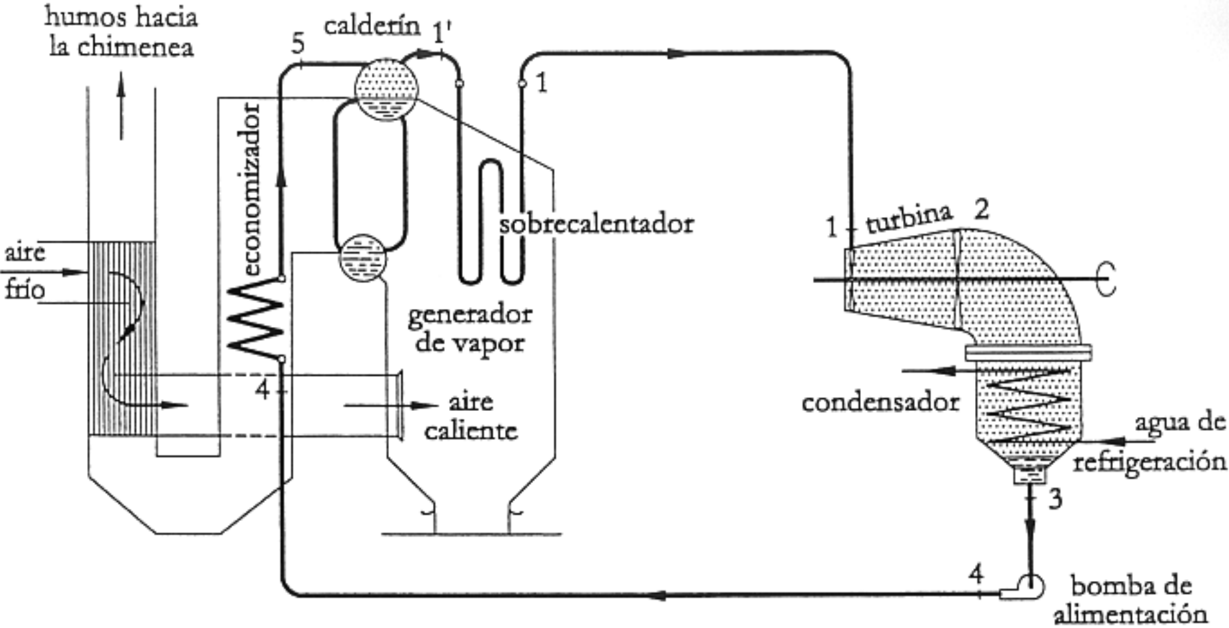 humos hacia
la chimenea
calderín
5
1'
1
economizador
sobrecalentador
aire
frío
generador
de vapor
4
aire
caliente
1
turbina
2
condensador
agua de
refrigeración
3
4
bomba de
alimentación